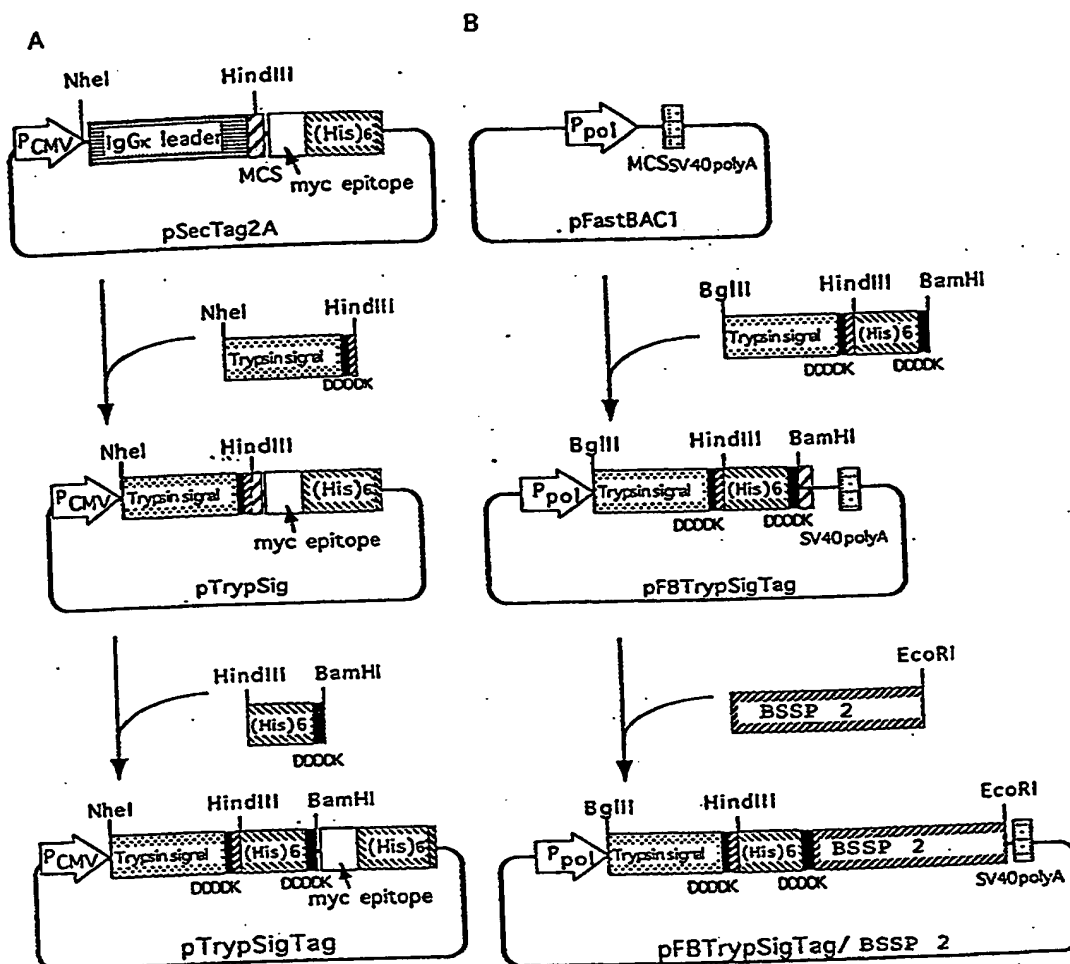 A
B
NheI
HindIII
PCMV
IgGκ leader
(His)6
MCS
myc epitope
pSecTag2A
Ppol
MCS SV40polyA
pFastBAC1
NheI
HindIII
Trypsin signal
DDDDK
BglII
HindIII
BamHI
Trypsin signal
(His)6
DDDDK
DDDDK
NheI
HindIII
PCMV
Trypsin signal
(His)6
myc epitope
pTrypSig
BglII
HindIII
BamHI
Ppol
Trypsin signal
(His)6
DDDDK
DDDDK
SV40polyA
pFBTrypSigTag
HindIII
BamHI
(His)6
DDDDK
EcoRI
BSSP 2
NheI
HindIII
BamHI
PCMV
Trypsin signal
(His)6
(His)6
DDDDK
DDDDK
myc epitope
pTrypSigTag
BglII
HindIII
EcoRI
Ppol
Trypsin signal
(His)6
BSSP 2
DDDDK
DDDDK
SV40polyA
pFBTrypSigTag/ BSSP 2